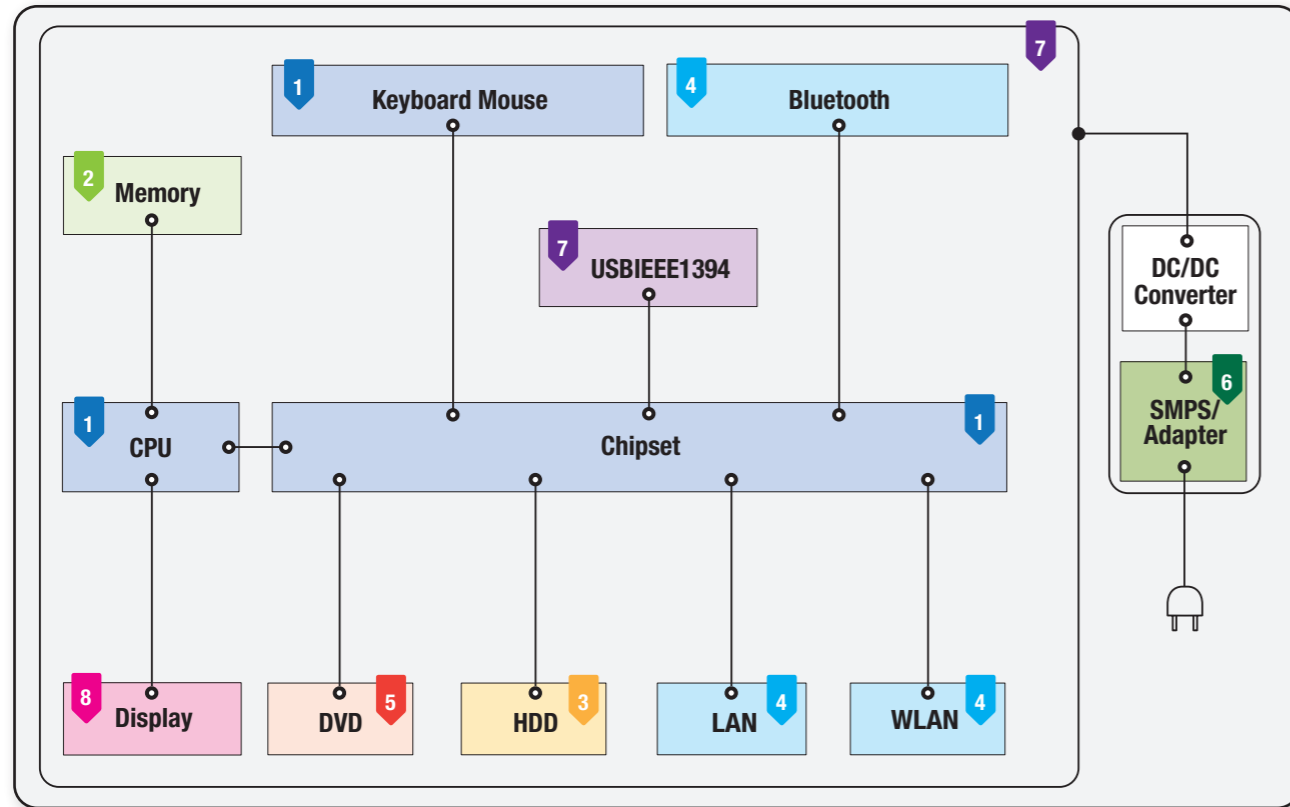 7
1
Keyboard Mouse
4
Bluetooth
2
Memory
7
USBIEEE1394
DC/DC
Converter
1
CPU
Chipset
1
6
SMPS/
Adapter
8
Display
DVD
5
HDD
3
LAN
4
WLAN
4